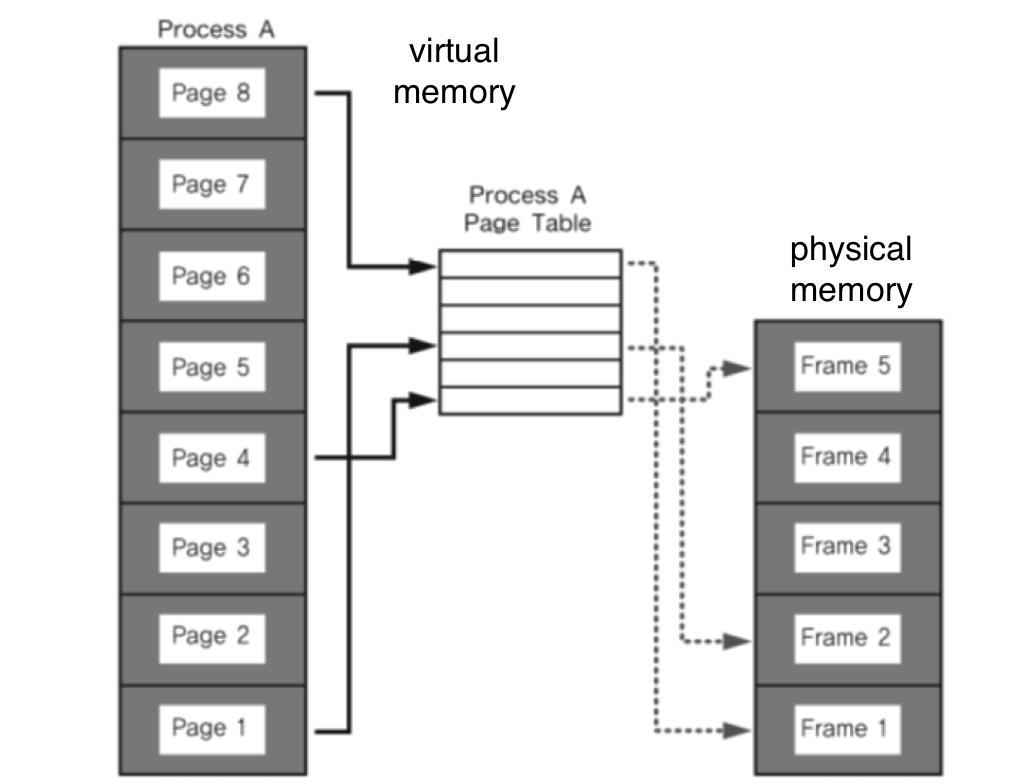 Process A
virtual
memory
Page 8
Page 7
Page 6
Page 5
Page 4
Page 3
Page 2
Page 1
Process A
Page Table
physical
memory
Frame 5
Frame 4
Frame 3
Frame 2
Frame 1